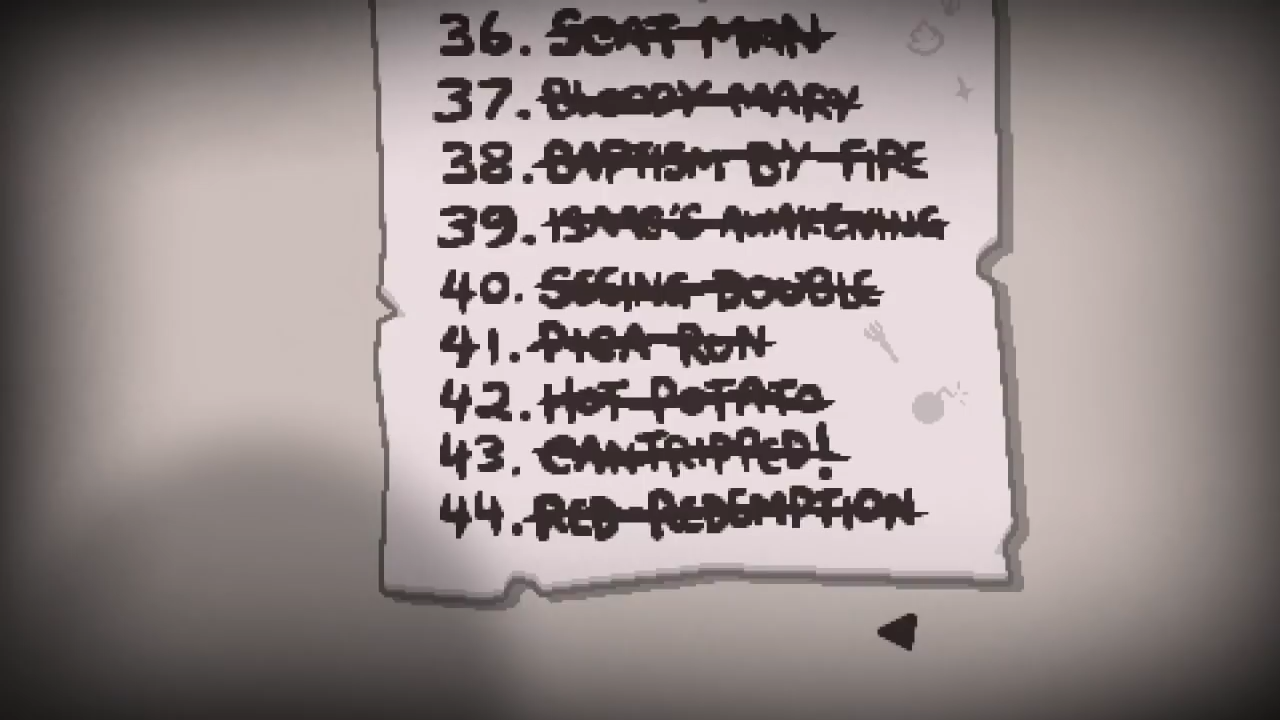 36. SCAT MAN
37. BLOODY MARY
38. BAPTISM BY FIRE
39. ISAAC'S AWAKENING
40. SEEING DOUBLE
41. PICA RUN
42. HOT POTATO
43. CANTRIPPED!
44. RED REDEMPTION